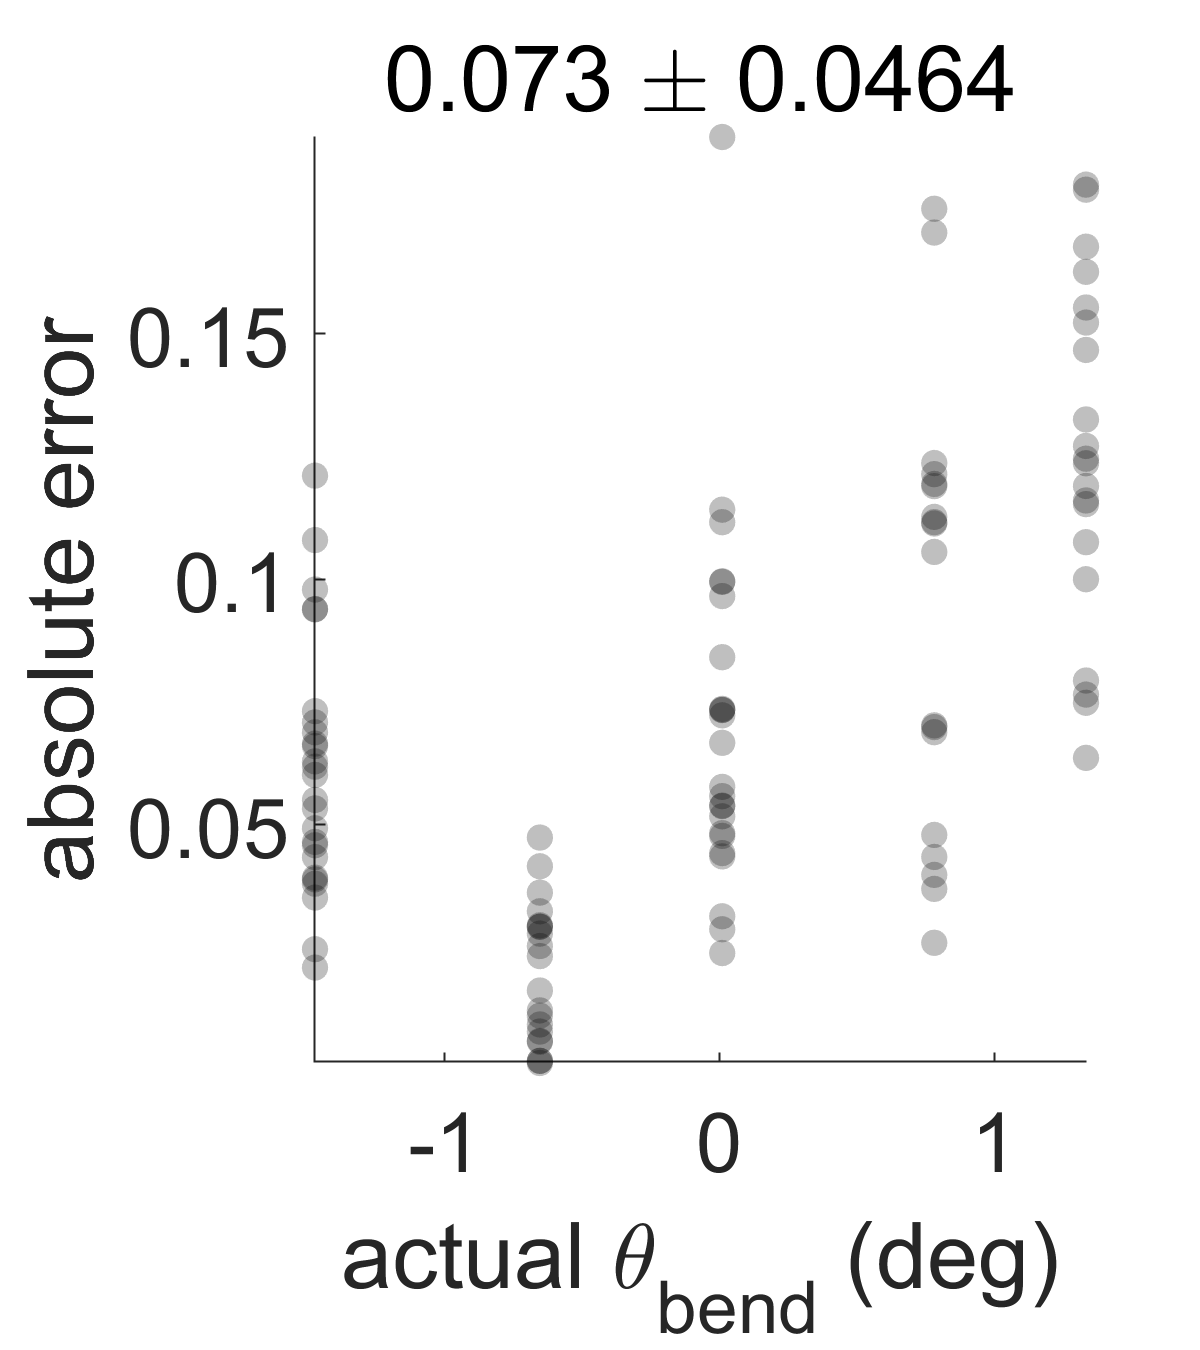 0.073 ± 0.0464
absolute error
0.15
0.1
0.05
-1 0 1
actual θbend (deg)